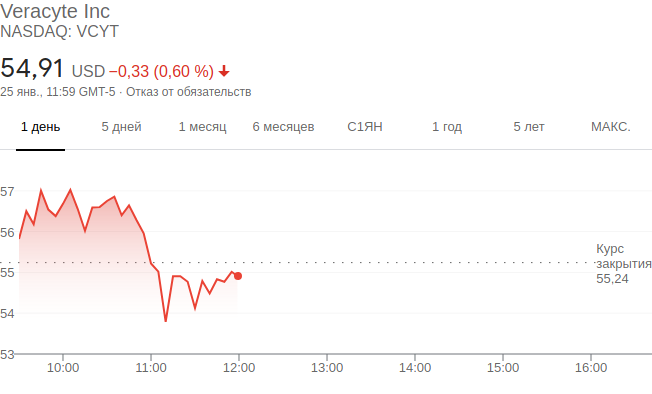 Veracyte Inc
NASDAQ: VCYT
54,91 USD −0,33 (0,60 %)
25 янв., 11:59 GMT-5 · Отказ от обязательств
1 день 5 дней 1 месяц 6 месяцев С1ЯН 1 год 5 лет МАКС.
57
56
Курс
закрытия
55,24
55
54
53
10:00 11:00 12:00 13:00 14:00 15:00 16:00